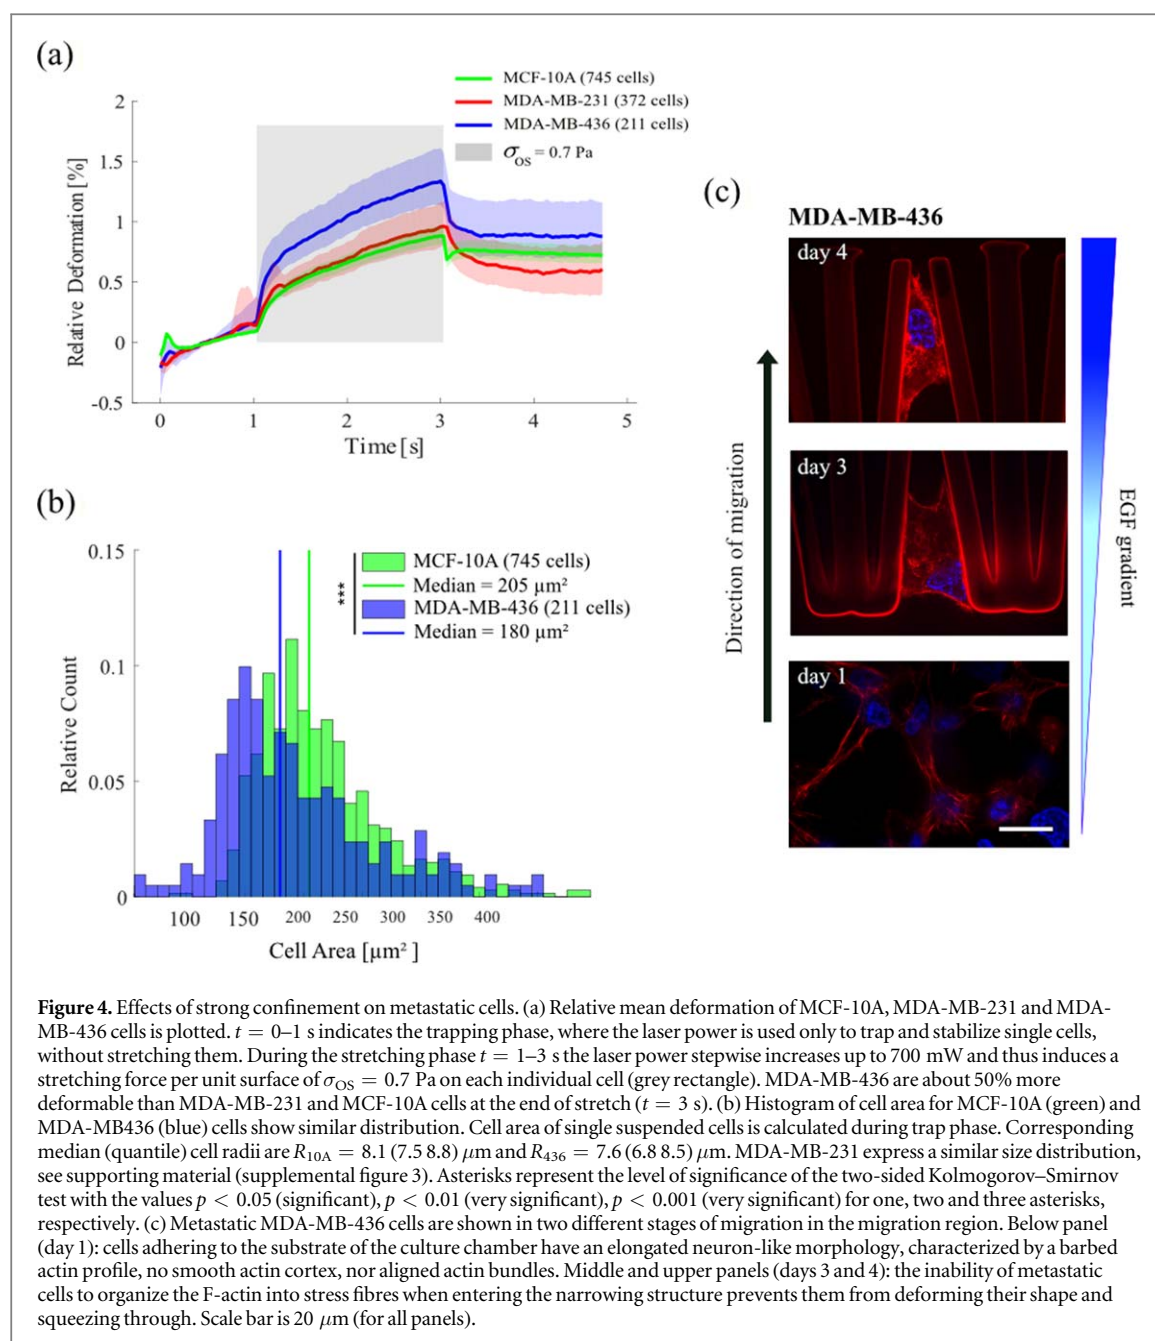 (a)
MCF-10A (745 cells)
MDA-MB-231 (372 cells)
MDA-MB-436 (211 cells)
σOS = 0.7 Pa
2
1.5
1
0.5
0
-0.5
Relative Deformation [%]
0 1 2 3 4 5
Time [s]
(b)
MCF-10A (745 cells)
Median = 205 µm²
MDA-MB-436 (211 cells)
Median = 180 µm²
***
0.15
0.1
0.05
0
Relative Count
100 150 200 250 300 350 400
Cell Area [µm²]
(c)
MDA-MB-436
day 4
day 3
day 1
Direction of migration
EGF gradient
Figure 4. Effects of strong confinement on metastatic cells. (a) Relative mean deformation of MCF-10A, MDA-MB-231 and MDA-
MB-436 cells is plotted. t = 0–1 s indicates the trapping phase, where the laser power is used only to trap and stabilize single cells,
without stretching them. During the stretching phase t = 1–3 s the laser power stepwise increases up to 700 mW and thus induces a
stretching force per unit surface of σOS = 0.7 Pa on each individual cell (grey rectangle). MDA-MB-436 are about 50% more
deformable than MDA-MB-231 and MCF-10A cells at the end of stretch (t = 3 s). (b) Histogram of cell area for MCF-10A (green) and
MDA-MB436 (blue) cells show similar distribution. Cell area of single suspended cells is calculated during trap phase. Corresponding
median (quantile) cell radii are R10A = 8.1 (7.5 8.8) µm and R436 = 7.6 (6.8 8.5) µm. MDA-MB-231 express a similar size distribution,
see supporting material (supplemental figure 3). Asterisks represent the level of significance of the two-sided Kolmogorov–Smirnov
test with the values p < 0.05 (significant), p < 0.01 (very significant), p < 0.001 (very significant) for one, two and three asterisks,
respectively. (c) Metastatic MDA-MB-436 cells are shown in two different stages of migration in the migration region. Below panel
(day 1): cells adhering to the substrate of the culture chamber have an elongated neuron-like morphology, characterized by a barbed
actin profile, no smooth actin cortex, nor aligned actin bundles. Middle and upper panels (days 3 and 4): the inability of metastatic
cells to organize the F-actin into stress fibres when entering the narrowing structure prevents them from deforming their shape and
squeezing through. Scale bar is 20 µm (for all panels).